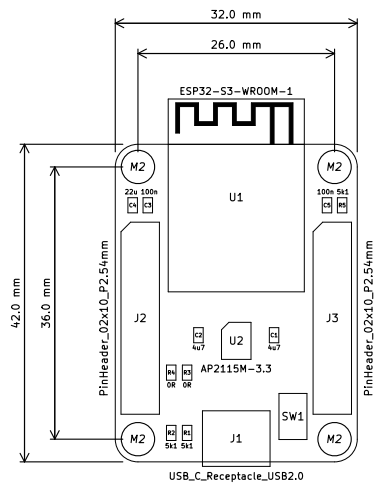 32.0 mm
26.0 mm
ESP32-S3-WROOM-1
M2
M2
U1
22u 100n
100n 5k1
C4 C3
C5 R5
42.0 mm
36.0 mm
PinHeader_02x10_P2.54mm
J2
J3
PinHeader_02x10_P2.54mm
C2
4u7
U2
C1
4u7
AP2115M-3.3
R4 R3
0R 0R
SW1
R2 R1
5k1 5k1
J1
M2
M2
USB_C_Receptacle_USB2.0